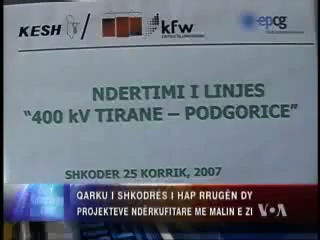 KESH kfw epcg
NDERTIMI I LINJES
"400 kV TIRANE – PODGORICE"
SHKODER 25 KORRIK, 2007
QARKU I SHKODRËS I HAP RRUGËN DY
PROJEKTEVE NDËRKUFITARE ME MALIN E ZI
VOA